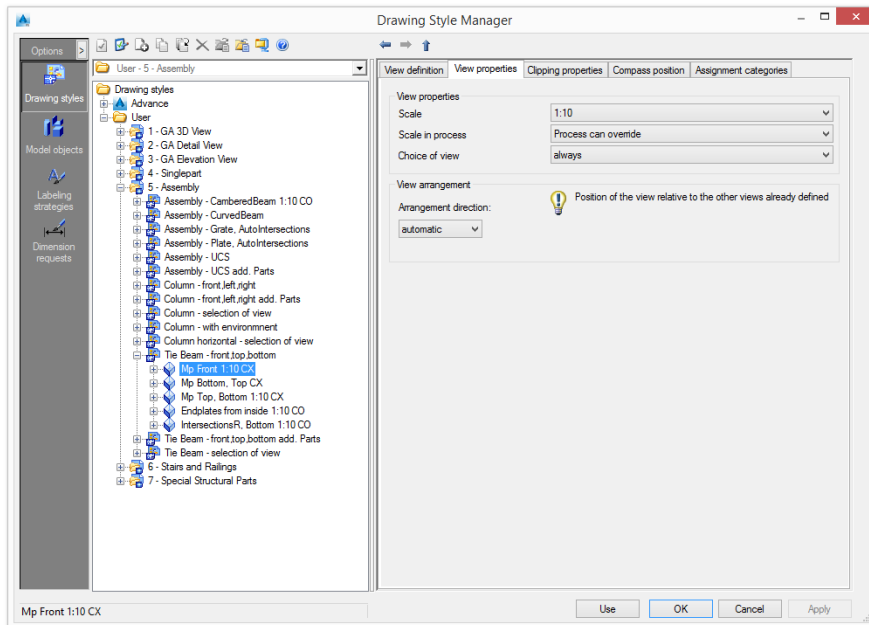 Drawing Style Manager
Options
Drawing styles
Model objects
Labeling
strategies
Dimension
requests
User - 5 - Assembly
Drawing styles
Advance
User
1 - GA 3D View
2 - GA Detail View
3 - GA Elevation View
4 - Singlepart
5 - Assembly
Assembly - CamberedBeam 1:10 CO
Assembly - CurvedBeam
Assembly - Grate, AutoIntersections
Assembly - Plate, AutoIntersections
Assembly - UCS
Assembly - UCS add. Parts
Column - front,left,right
Column - front,left,right add. Parts
Column - selection of view
Column - with environmnent
Column horizontal - selection of view
Tie Beam - front,top,bottom
Mp Front 1:10 CX
Mp Bottom, Top CX
Mp Top, Bottom 1:10 CX
Endplates from inside 1:10 CO
IntersectionsR, Bottom 1:10 CO
Tie Beam - front,top,bottom add. Parts
Tie Beam - selection of view
6 - Stairs and Railings
7 - Special Structural Parts
View definition View properties Clipping properties Compass position Assignment categories
View properties
Scale 1:10
Scale in process Process can override
Choice of view always
View arrangement
Arrangement direction:
Position of the view relative to the other views already defined
automatic
Mp Front 1:10 CX
Use OK Cancel Apply